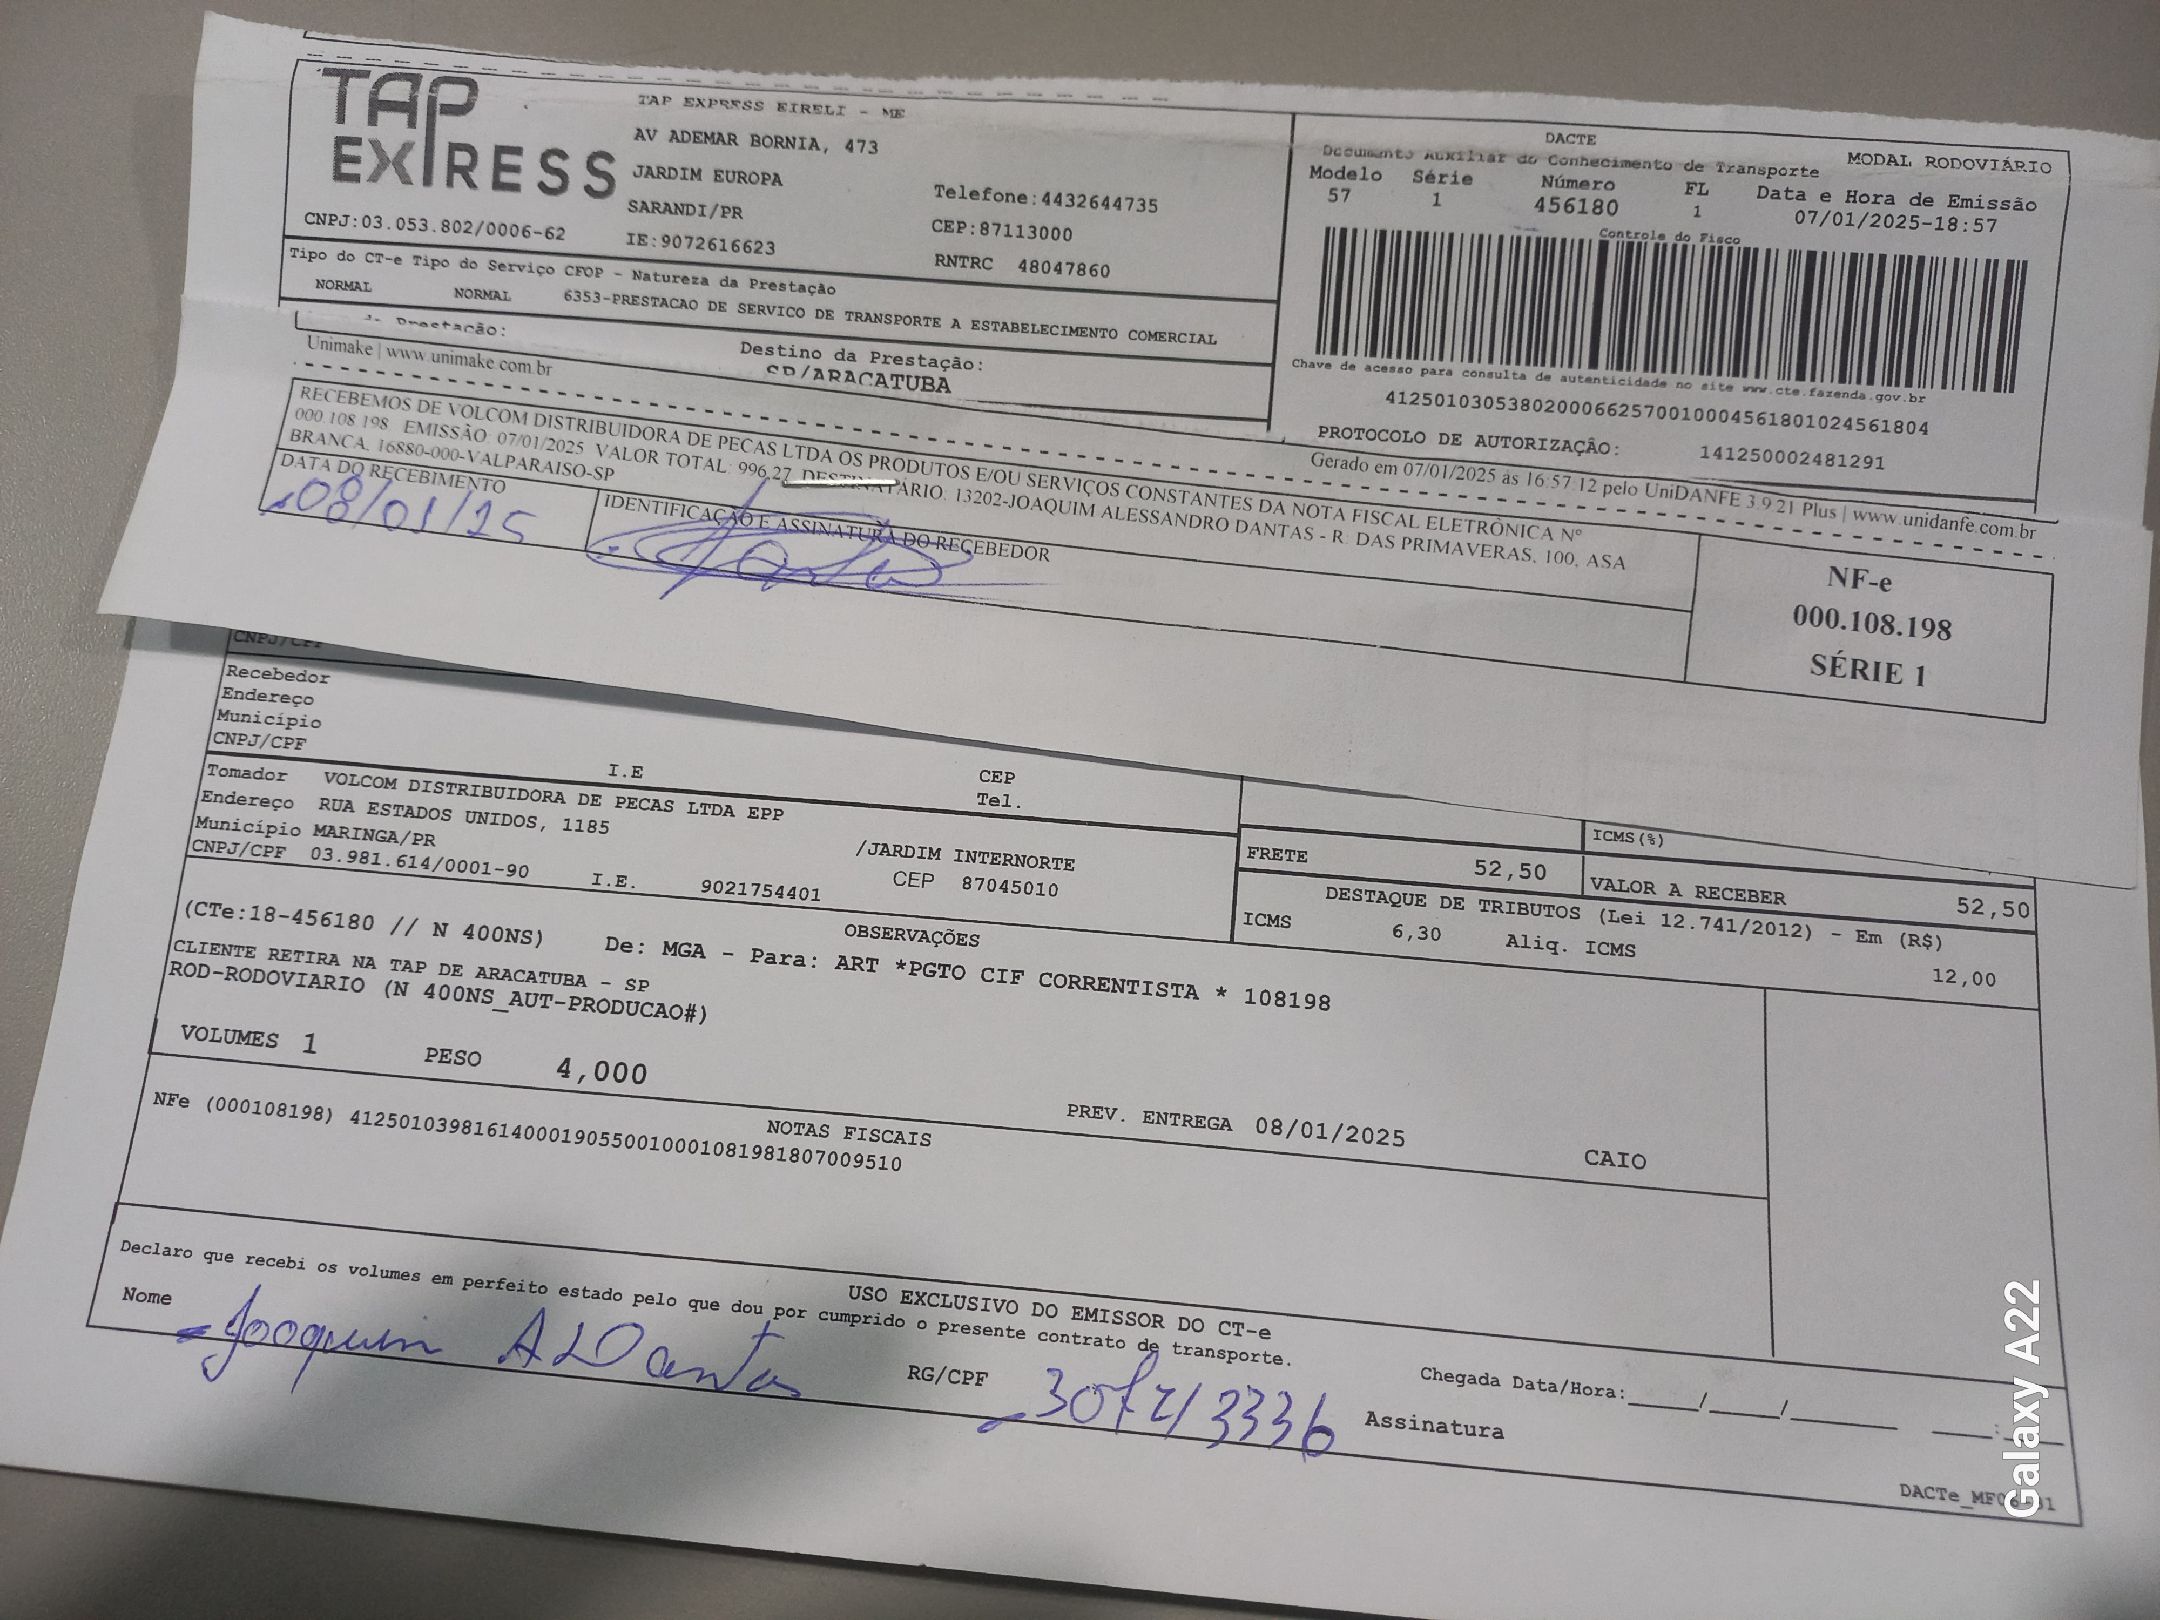 TAP EXPRESS
TAP EXPRESS EIRELI - ME
AV ADEMAR BORNIA, 473
JARDIM EUROPA
SARANDI/PR
IE:9072616623
Telefone:4432644735
CEP:87113000
RNTRC 48047860
CNPJ:03.053.802/0006-62
DACTE
MODAL RODOVIÁRIO
Documento Auxiliar do Conhecimento de Transporte
Modelo Série Número FL Data e Hora de Emissão
57 1 456180 1 07/01/2025-18:57
Controle do Fisco
Chave de acesso para consulta de autenticidade no site www.cte.fazenda.gov.br
41250103053802000662570010004561801024561804
PROTOCOLO DE AUTORIZAÇÃO: 141250002481291
Tipo do CT-e Tipo do Serviço CFOP - Natureza da Prestação
NORMAL NORMAL 6353-PRESTACAO DE SERVICO DE TRANSPORTE A ESTABELECIMENTO COMERCIAL
Prestação:
Destino da Prestação:
SP/ARACATUBA
Unimake | www.unimake.com.br
Gerado em 07/01/2025 às 16:57:12 pelo UniDANFE 3.9.21 Plus | www.unidanfe.com.br
RECEBEMOS DE VOLCOM DISTRIBUIDORA DE PECAS LTDA OS PRODUTOS E/OU SERVIÇOS CONSTANTES DA NOTA FISCAL ELETRÔNICA Nº
000.108.198 EMISSÃO: 07/01/2025 VALOR TOTAL: 996,27 DESTINATÁRIO: 13202-JOAQUIM ALESSANDRO DANTAS - R: DAS PRIMAVERAS, 100, ASA
BRANCA, 16880-000-VALPARAISO-SP
DATA DO RECEBIMENTO
08/01/25
IDENTIFICAÇÃO E ASSINATURA DO RECEBEDOR
NF-e
000.108.198
SÉRIE 1
CNPJ/CPF
Recebedor
Endereço
Município
CNPJ/CPF
I.E
CEP
Tel.
Tomador VOLCOM DISTRIBUIDORA DE PECAS LTDA EPP
Endereço RUA ESTADOS UNIDOS, 1185 /JARDIM INTERNORTE
Município MARINGA/PR CEP 87045010
CNPJ/CPF 03.981.614/0001-90 I.E. 9021754401
ICMS(%)
FRETE 52,50 VALOR A RECEBER 52,50
DESTAQUE DE TRIBUTOS (Lei 12.741/2012) - Em (R$)
ICMS 6,30 Aliq. ICMS 12,00
OBSERVAÇÕES
(CTe:18-456180 // N 400NS) De: MGA - Para: ART *PGTO CIF CORRENTISTA * 108198
CLIENTE RETIRA NA TAP DE ARACATUBA - SP
ROD-RODOVIARIO (N 400NS_AUT-PRODUCAO#)
VOLUMES 1 PESO 4,000
PREV. ENTREGA 08/01/2025
CAIO
NOTAS FISCAIS
NFe (000108198) 41250103981614000190550010001081981807009510
USO EXCLUSIVO DO EMISSOR DO CT-e
Declaro que recebi os volumes em perfeito estado pelo que dou por cumprido o presente contrato de transporte.
Nome Joaquim A Dantas
RG/CPF
Assinatura
Chegada Data/Hora:____/____/______ ____:____
Galaxy A22